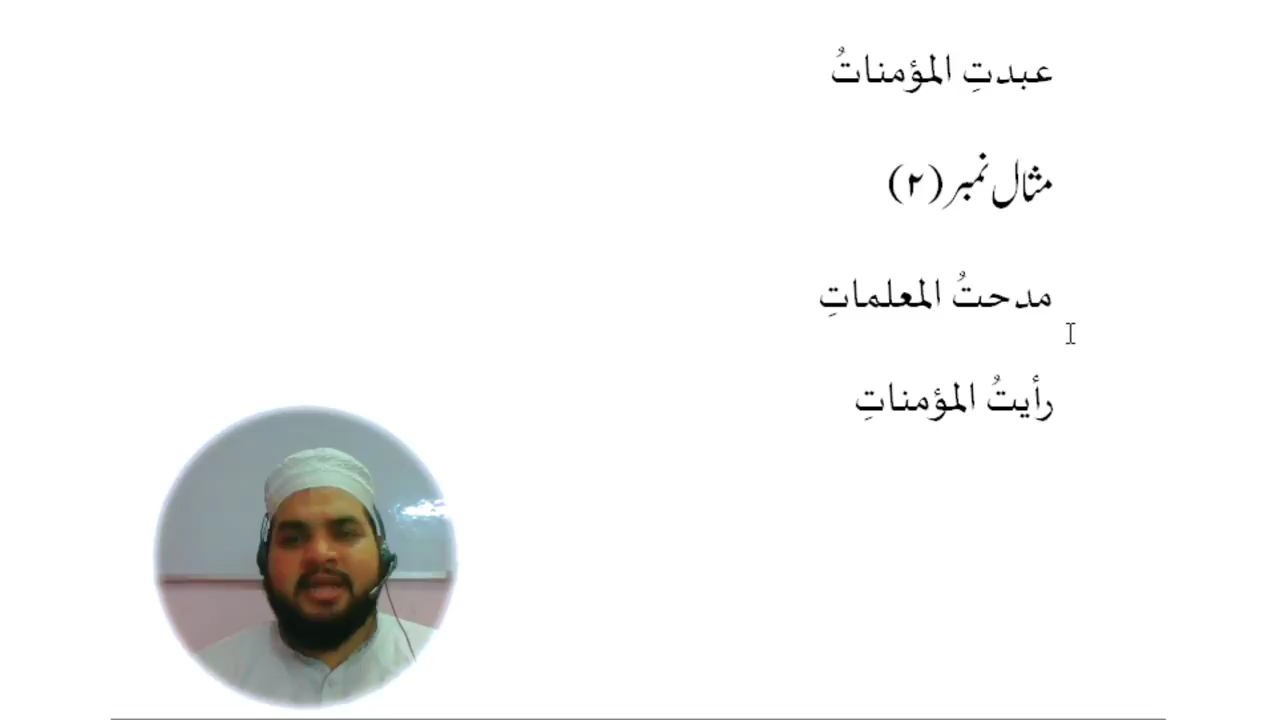 عبدتِ المؤمناتُ
مثال نمبر (۲)
مدحتُ المعلماتِ
رأيتُ المؤمناتِ